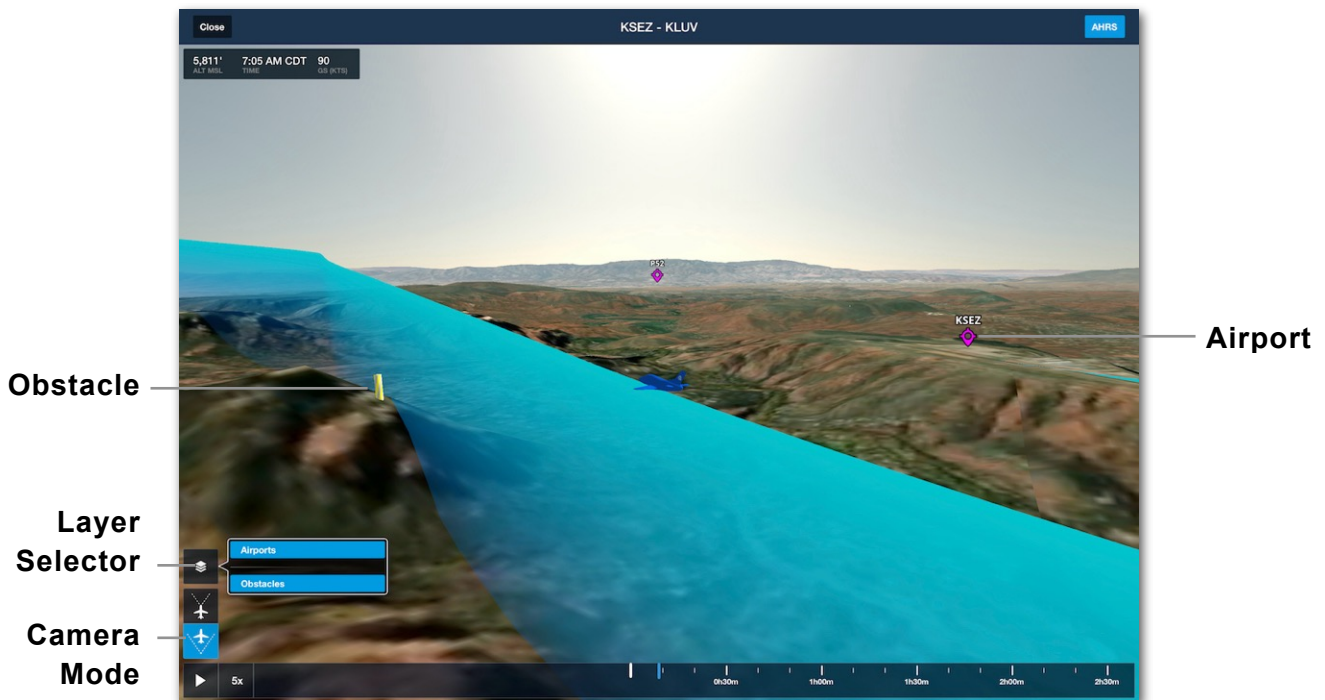 Close
KSEZ - KLUV
AHRS
5,811' 7:05 AM CDT 90
ALT MSL TIME GS (KTS)
P52
KSEZ
Airport
Obstacle
Layer
Selector
Airports
Obstacles
Camera
Mode
5x
0h30m 1h00m 1h30m 2h00m 2h30m